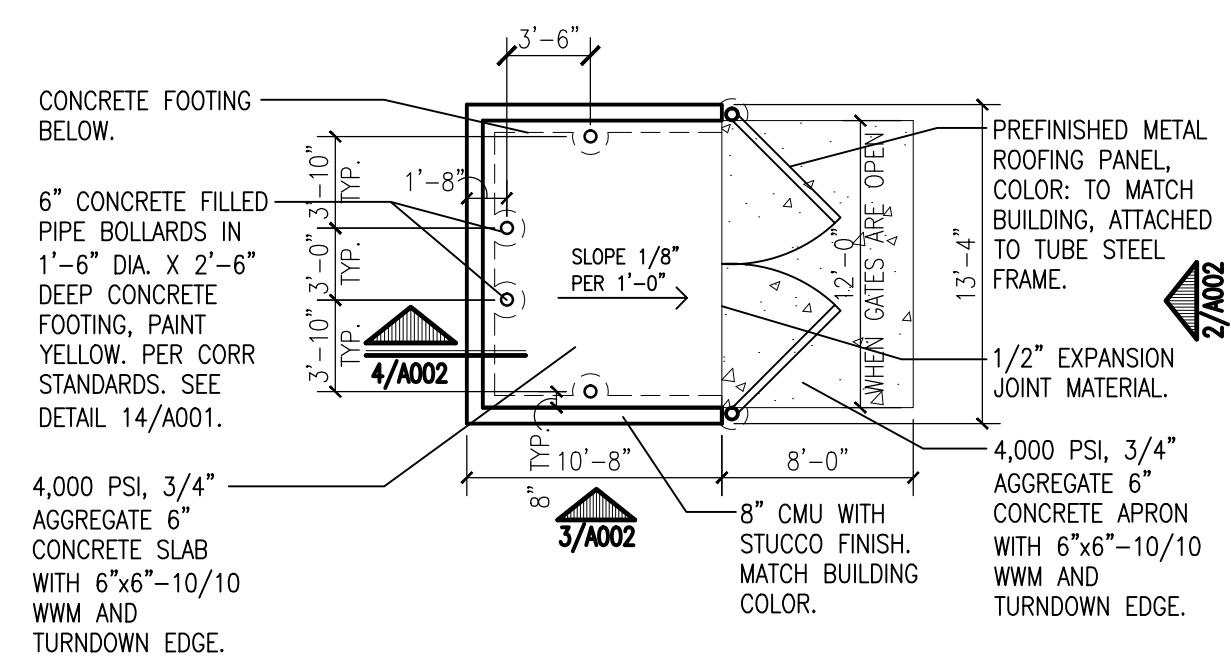 3'-6"
CONCRETE FOOTING
BELOW.
6" CONCRETE FILLED
PIPE BOLLARDS IN
1'-6" DIA. X 2'-6"
DEEP CONCRETE
FOOTING, PAINT
YELLOW. PER CORR
STANDARDS. SEE
DETAIL 14/A001.
4,000 PSI, 3/4"
AGGREGATE 6"
CONCRETE SLAB
WITH 6"x6"-10/10
WWM AND
TURNDOWN EDGE.
3'-10"
TYP.
3'-0"
TYP.
3'-10"
TYP.
1'-8"
4/A002
SLOPE 1/8"
PER 1'-0"
8" TYP.
10'-8"
8'-0"
3/A002
12'-0"
WHEN GATES ARE OPEN
13'-4"
8" CMU WITH
STUCCO FINISH.
MATCH BUILDING
COLOR.
PREFINISHED METAL
ROOFING PANEL,
COLOR: TO MATCH
BUILDING, ATTACHED
TO TUBE STEEL
FRAME.
2/A002
1/2" EXPANSION
JOINT MATERIAL.
4,000 PSI, 3/4"
AGGREGATE 6"
CONCRETE APRON
WITH 6"x6"-10/10
WWM AND
TURNDOWN EDGE.